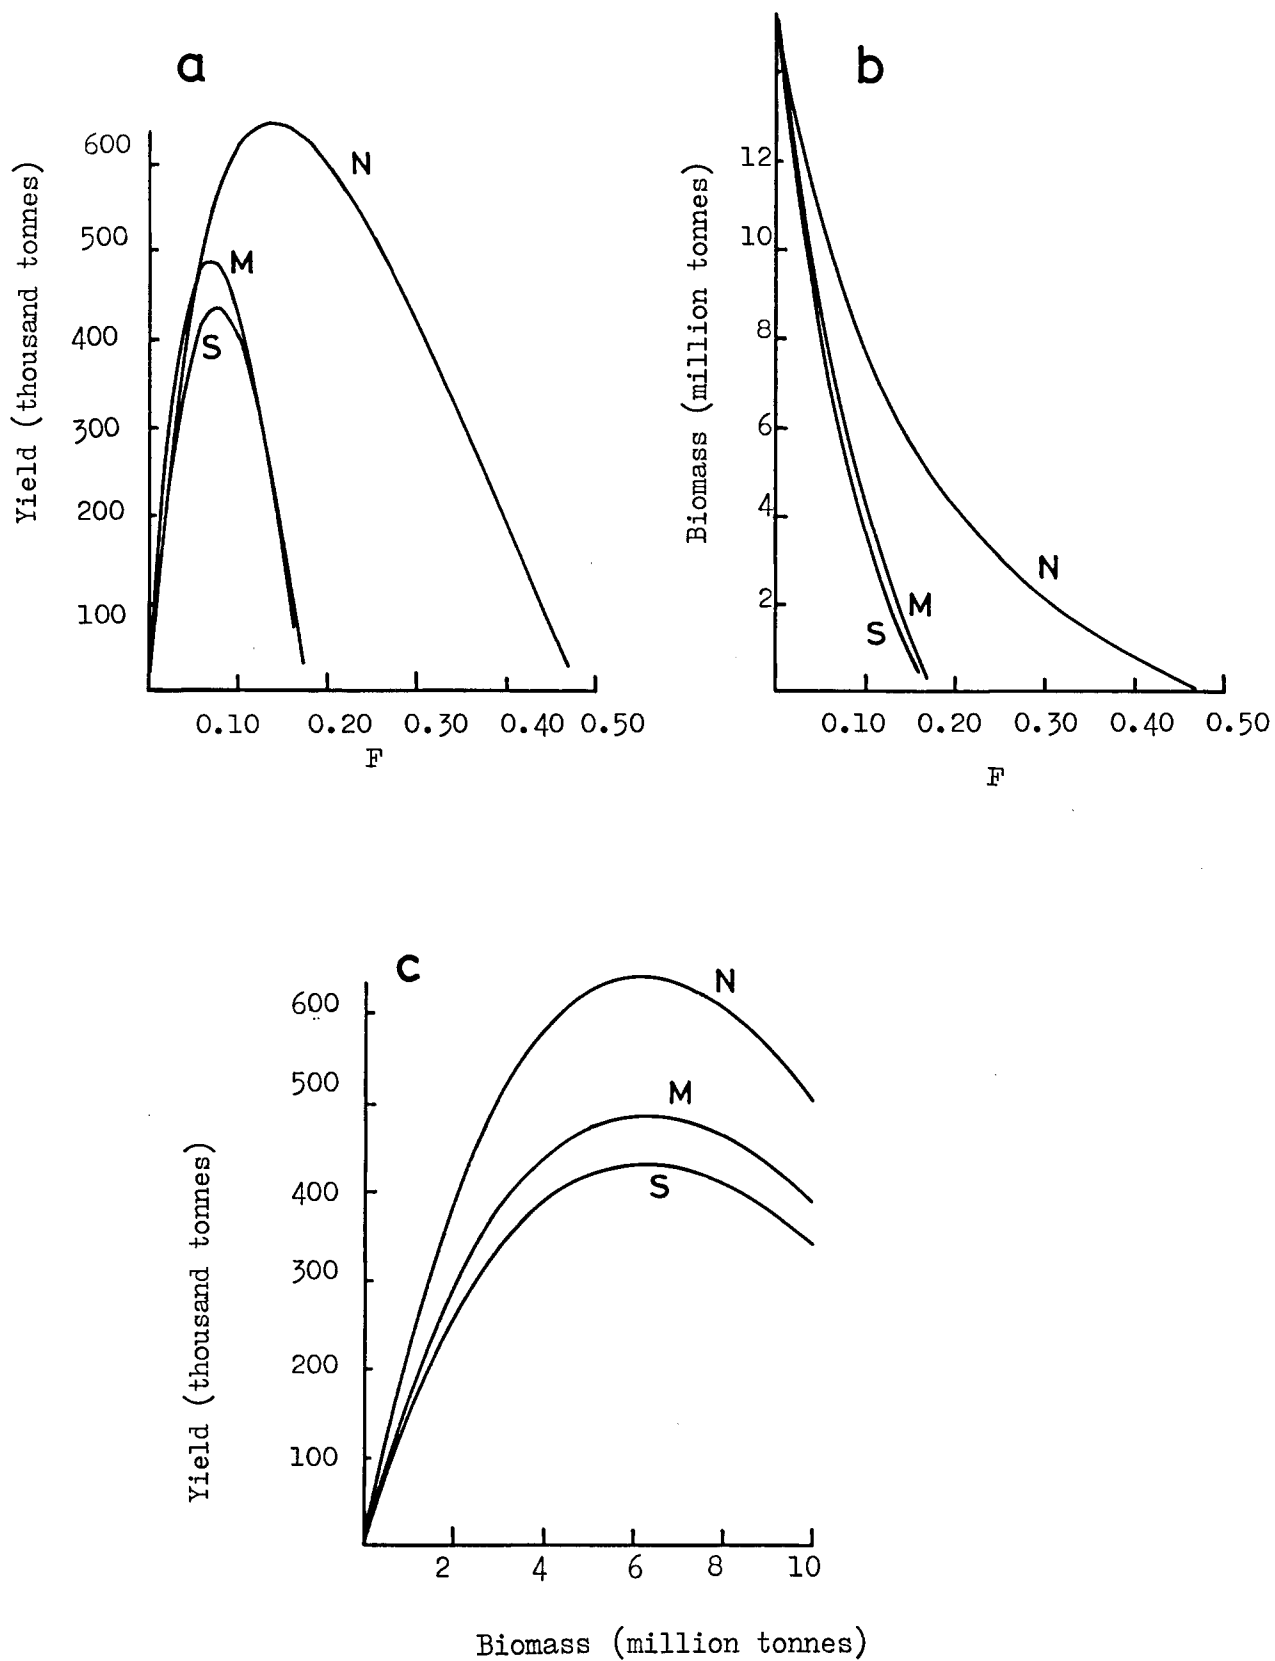 a
Yield (thousand tonnes)
600
500
400
300
200
100
N
M
S
0.10 0.20 0.30 0.40 0.50
F
b
Biomass (million tonnes)
12
10
8
6
4
2
N
M
S
0.10 0.20 0.30 0.40 0.50
F
c
Yield (thousand tonnes)
600
500
400
300
200
100
N
M
S
2 4 6 8 10
Biomass (million tonnes)